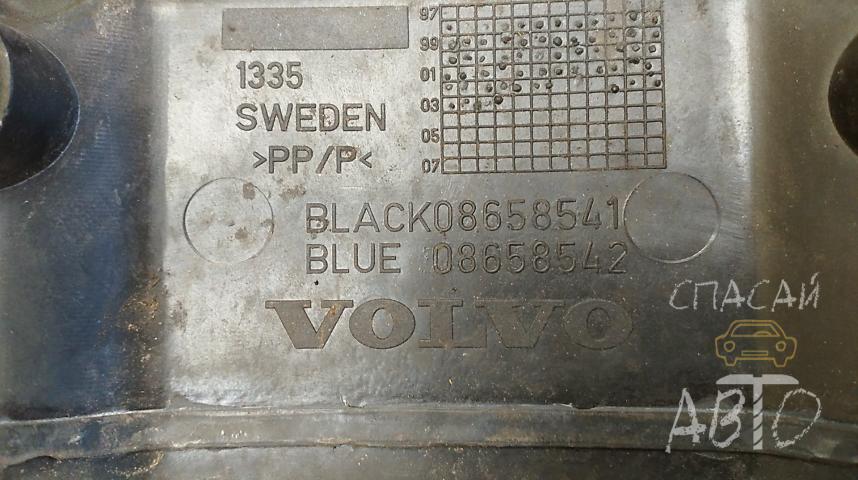 97
99
01
03
05
07
1335
SWEDEN
>PP/P<
BLACK08658541
BLUE 08658542
VOLVO
СПАСАЙ
АВТО